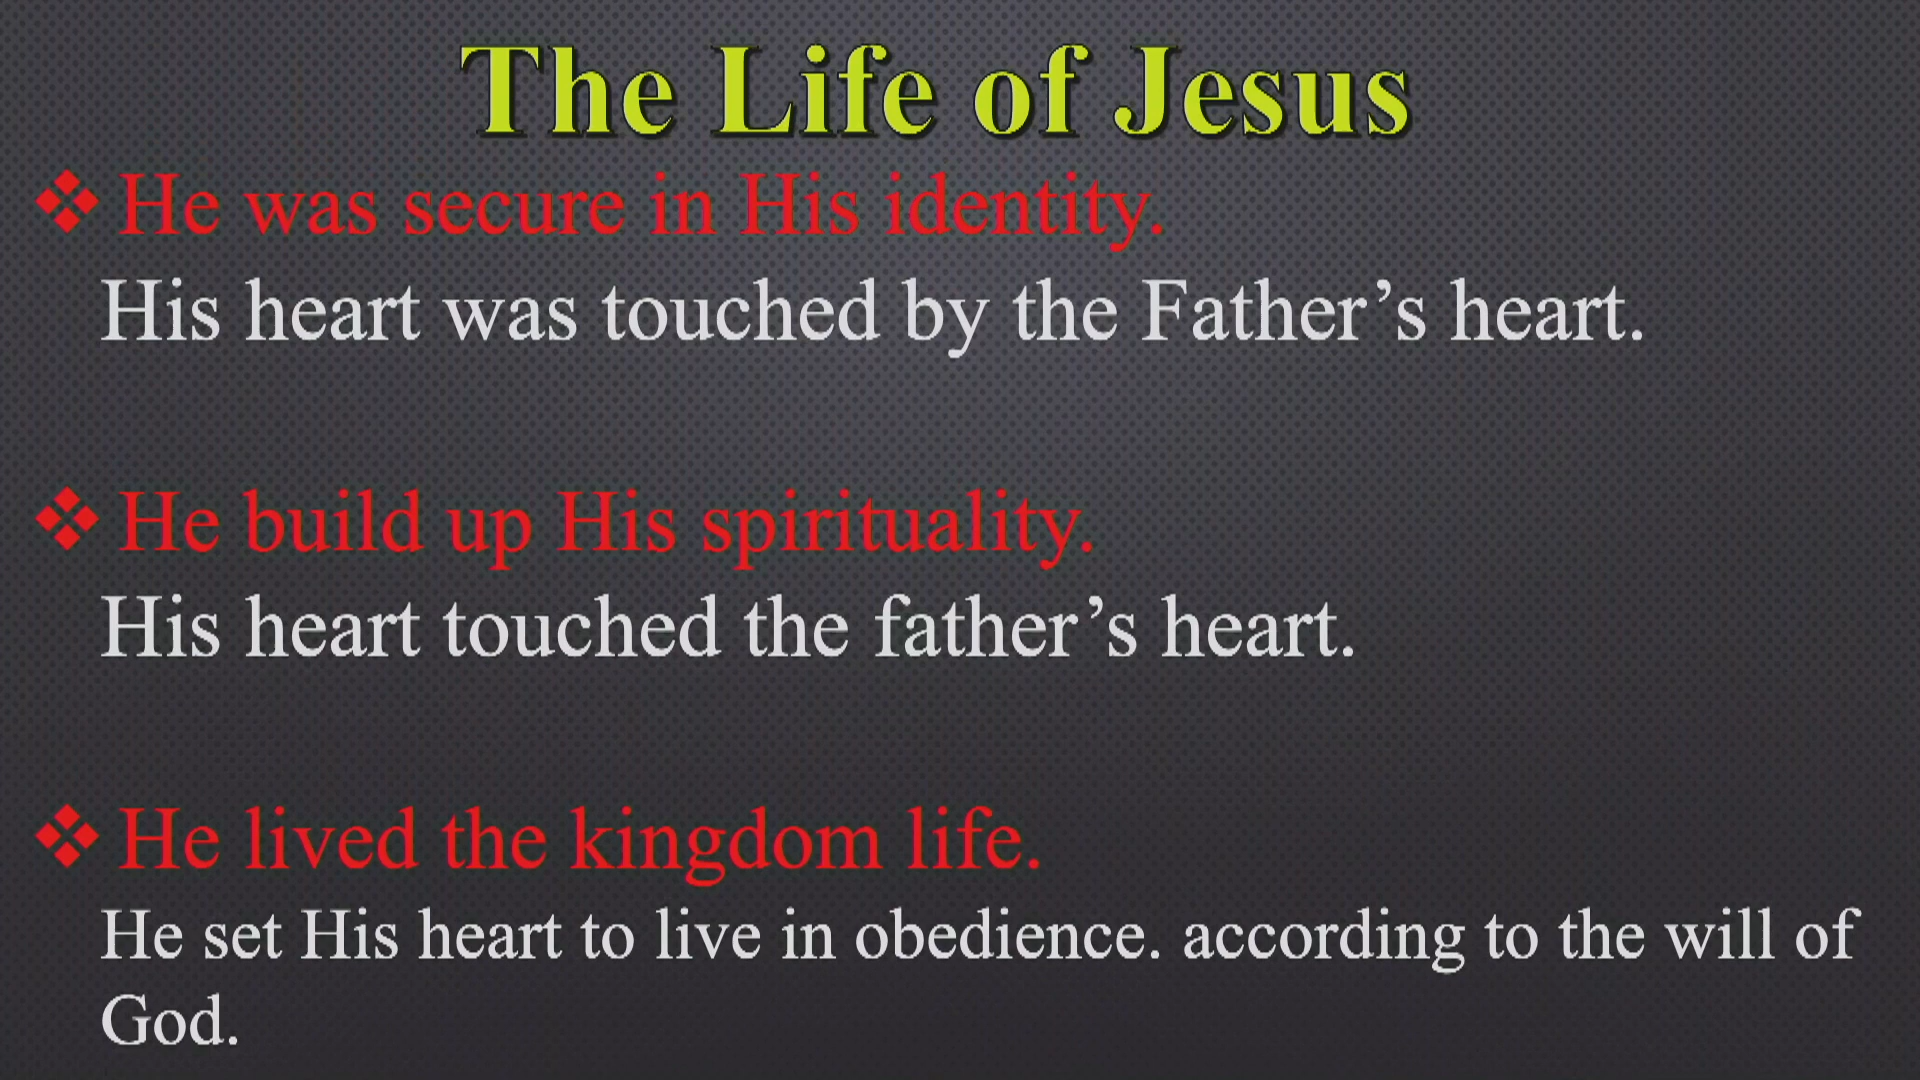 The Life of Jesus
❖ He was secure in His identity.
His heart was touched by the Father’s heart.
❖ He build up His spirituality.
His heart touched the father’s heart.
❖ He lived the kingdom life.
He set His heart to live in obedience. according to the will of
God.